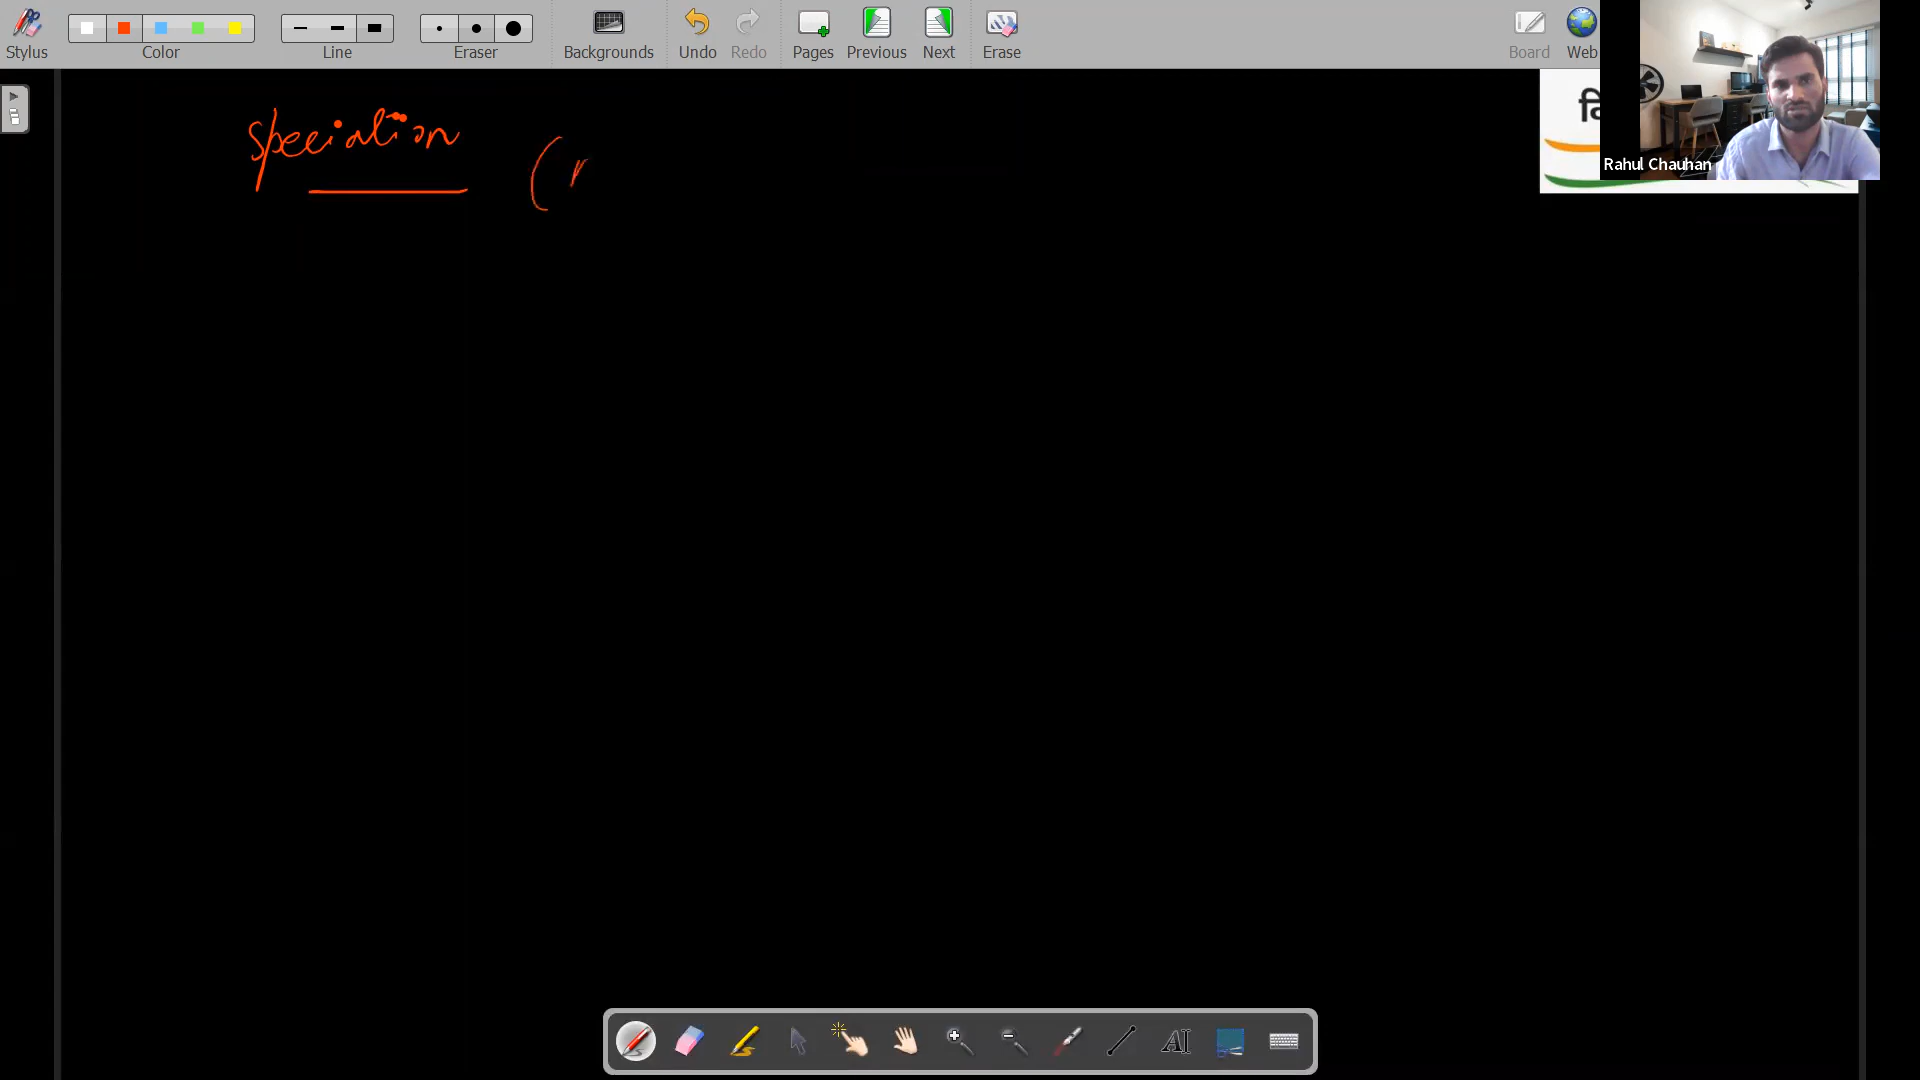 Stylus Color Line Eraser Backgrounds Undo Redo Pages Previous Next Erase Board Web
speciation (
Rahul Chauhan